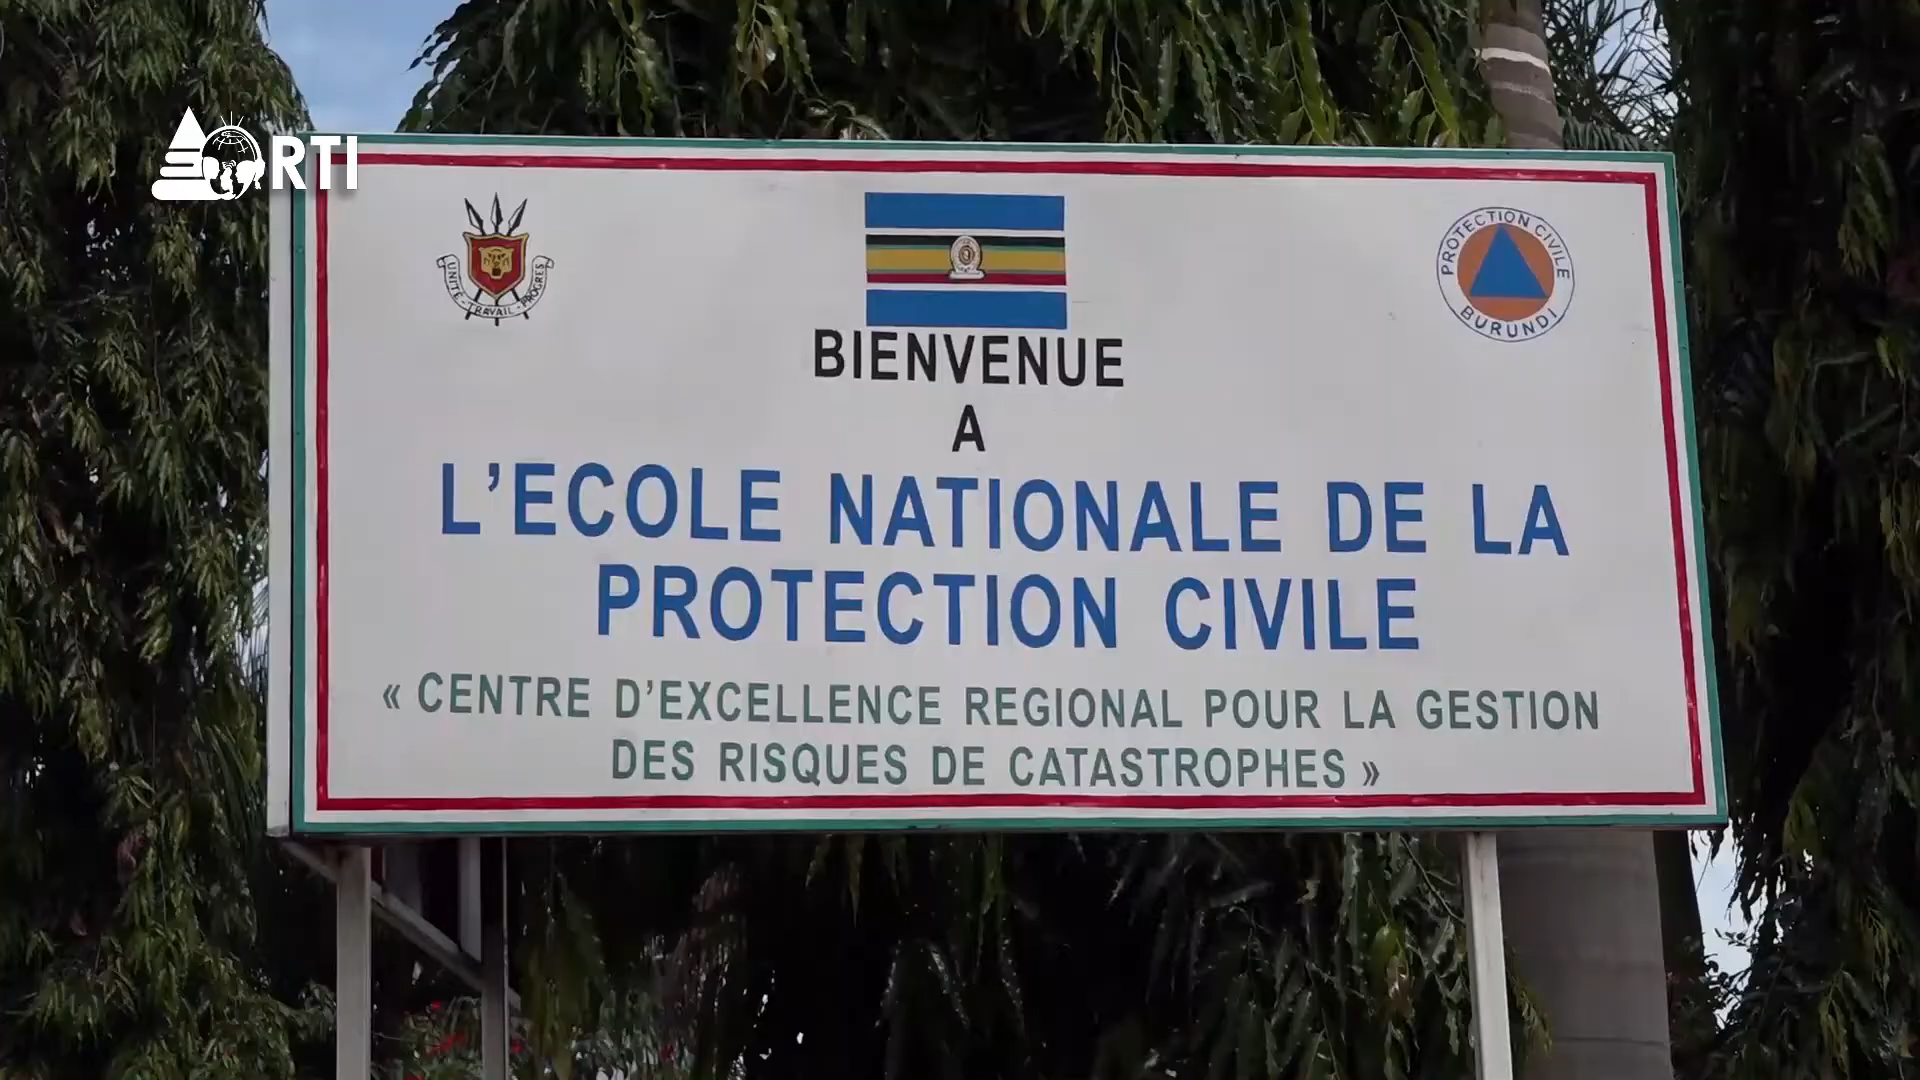 RTI
UNITE - TRAVAIL - PROGRES
PROTECTION CIVILE
BURUNDI
BIENVENUE
A
L'ECOLE NATIONALE DE LA
PROTECTION CIVILE
« CENTRE D'EXCELLENCE REGIONAL POUR LA GESTION
DES RISQUES DE CATASTROPHES »